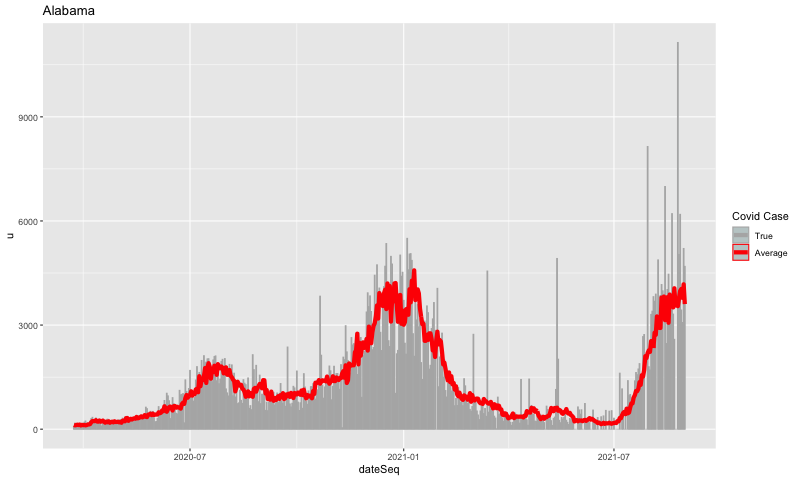 Alabama
u
9000
6000
3000
0
2020-07
2021-01
2021-07
dateSeq
Covid Case
True
Average